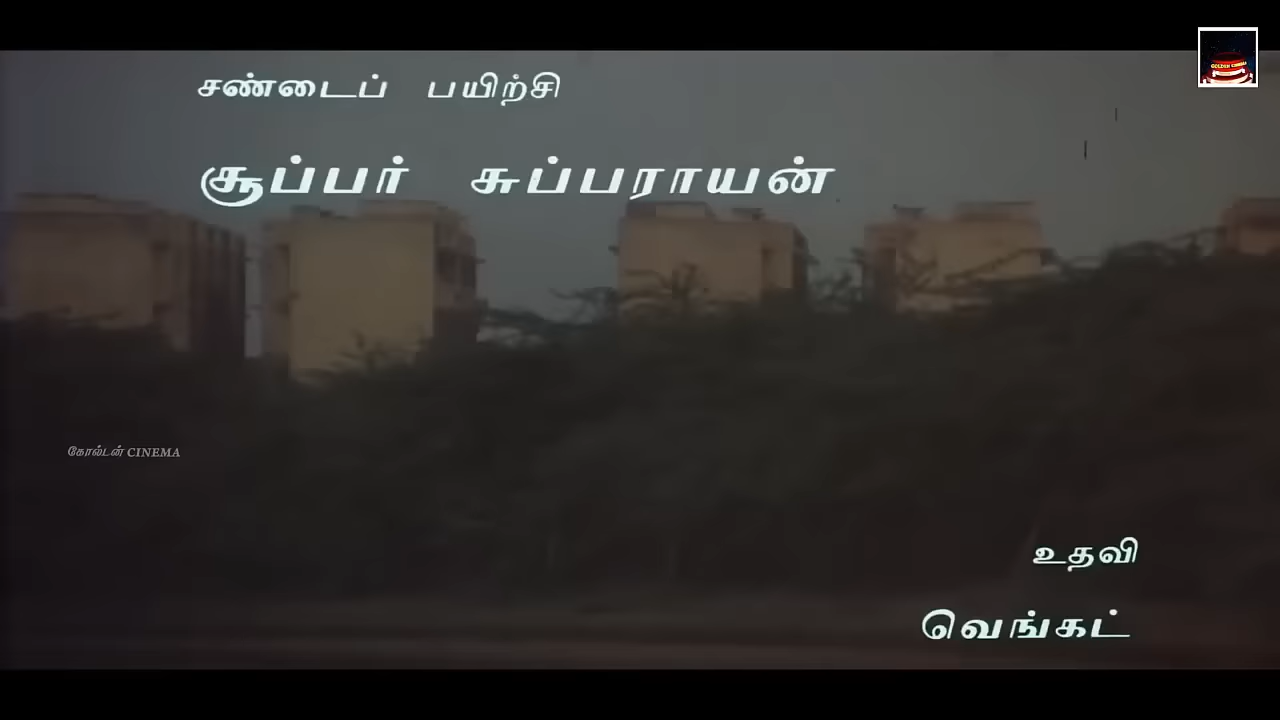 சண்டைப் பயிற்சி
சூப்பர் சுப்பராயன்
கோல்டன் CINEMA
உதவி
வெங்கட்